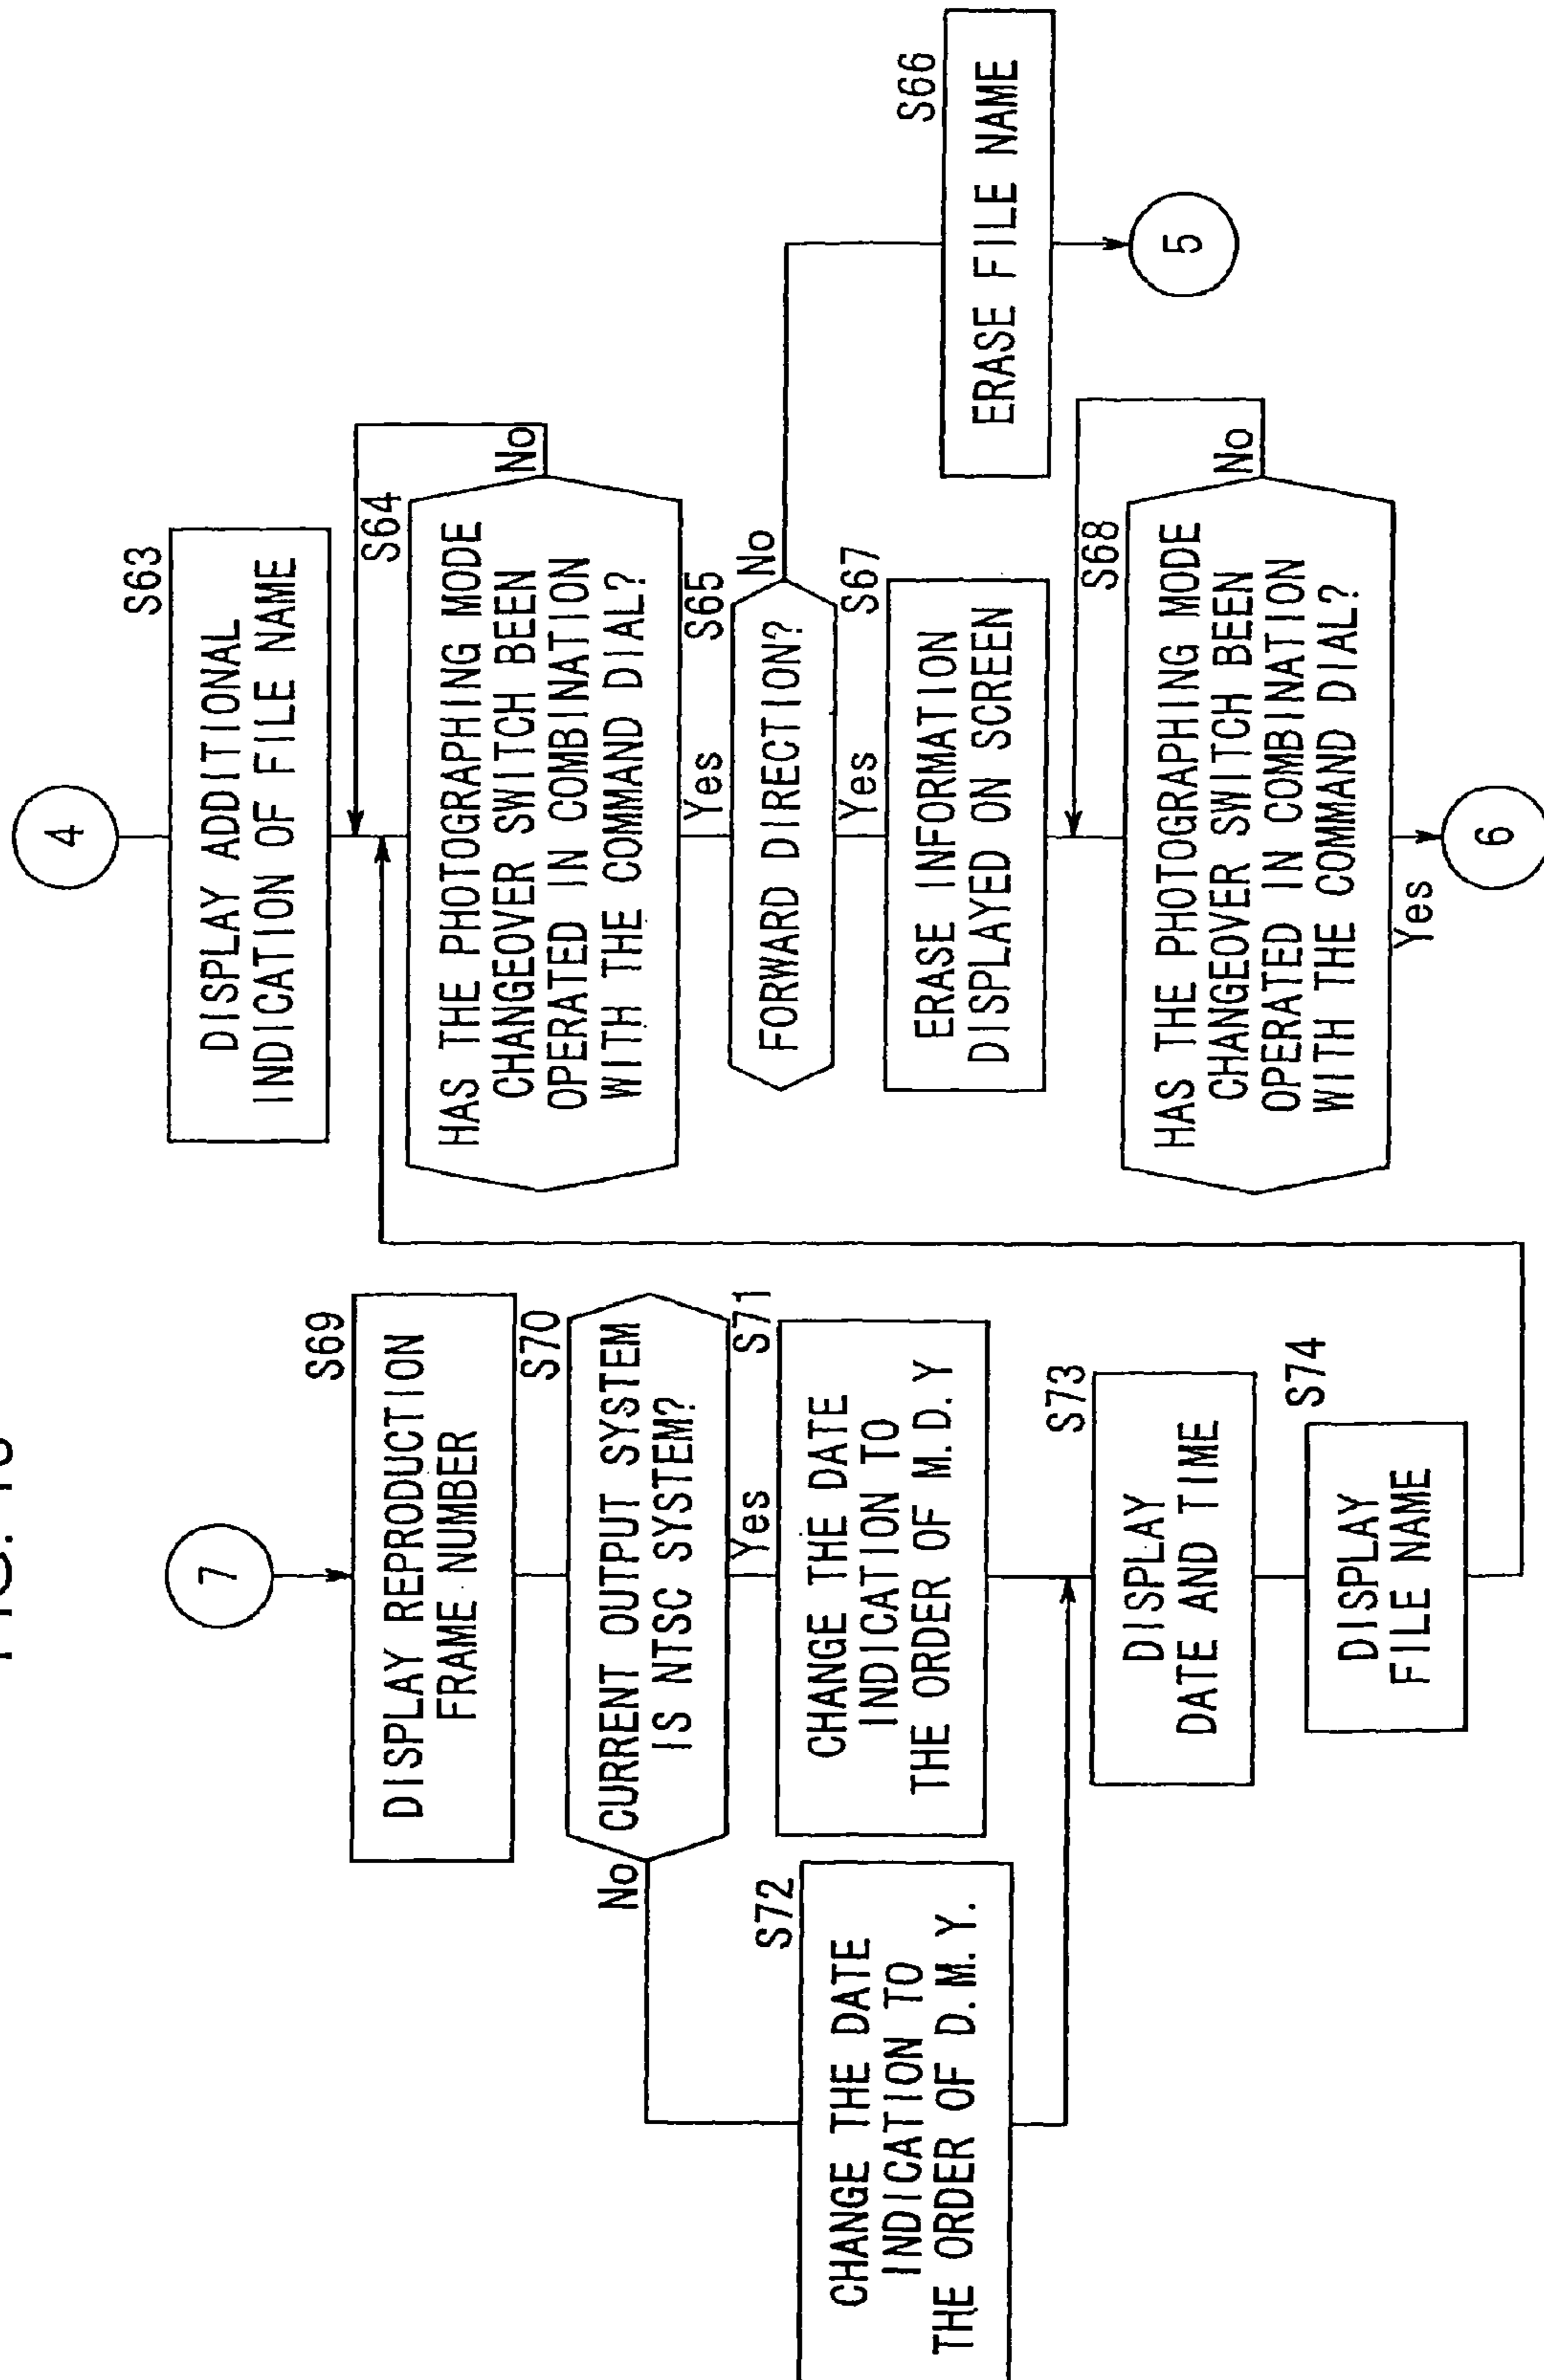 4
S63
DISPLAY ADDITIONAL
INDICATION OF FILE NAME
S64
HAS THE PHOTOGRAPHING MODE
CHANGEOVER SWITCH BEEN
OPERATED IN COMBINATION
WITH THE COMMAND DIAL?
No
Yes
S65
FORWARD DIRECTION?
No
Yes
S66
ERASE FILE NAME
5
S67
ERASE INFORMATION
DISPLAYED ON SCREEN
S68
HAS THE PHOTOGRAPHING MODE
CHANGEOVER SWITCH BEEN
OPERATED IN COMBINATION
WITH THE COMMAND DIAL?
No
Yes
6
7
S69
DISPLAY REPRODUCTION
FRAME NUMBER
S70
CURRENT OUTPUT SYSTEM
IS NTSC SYSTEM?
No
Yes
S71
CHANGE THE DATE
INDICATION TO
THE ORDER OF M.D.Y
S72
CHANGE THE DATE
INDICATION TO
THE ORDER OF D.M.Y.
S73
DISPLAY
DATE AND TIME
S74
DISPLAY
FILE NAME